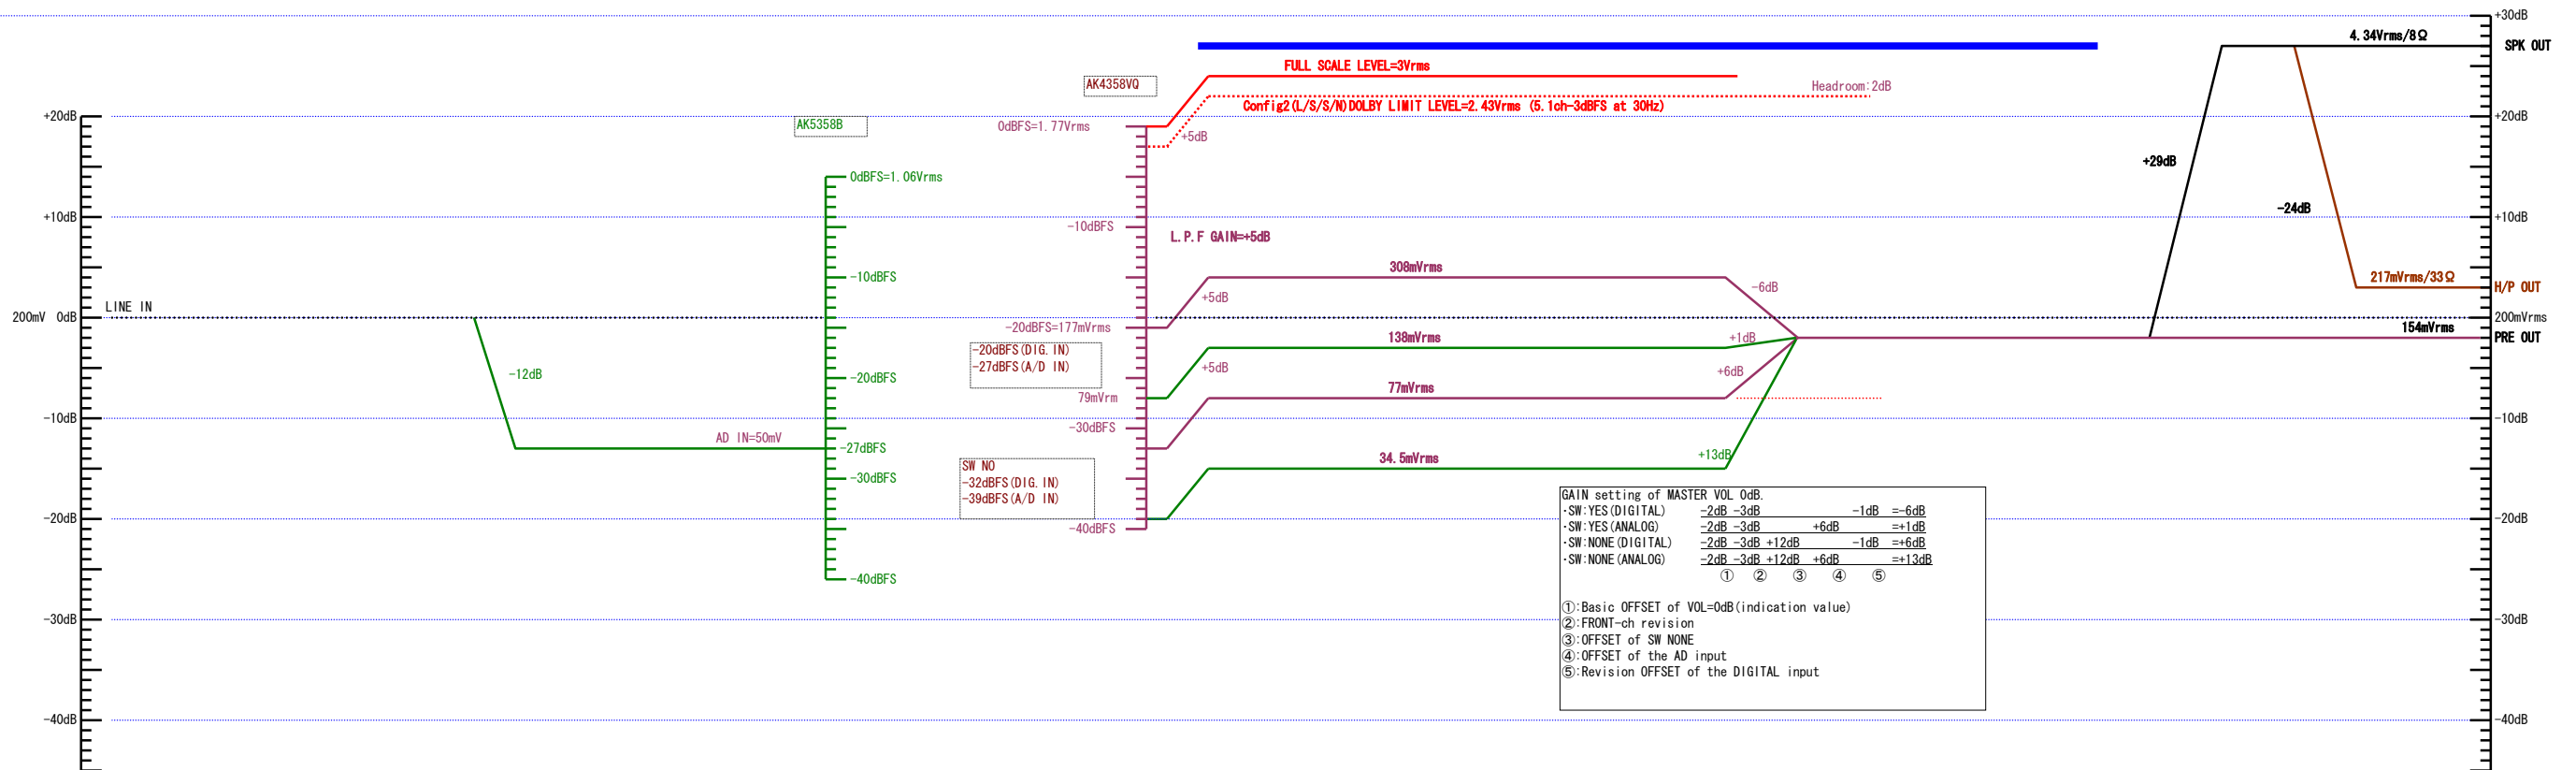 +30dB
4.34Vrms/8Ω
SPK OUT
FULL SCALE LEVEL=3Vrms
AK4358VQ
Headroom:2dB
Config2(L/S/S/N)DOLBY LIMIT LEVEL=2.43Vrms (5.1ch-3dBFS at 30Hz)
+20dB
AK5358B
0dBFS=1.77Vrms
+5dB
+20dB
+29dB
0dBFS=1.06Vrms
+10dB
-10dBFS
L.P.F GAIN=+5dB
-24dB
+10dB
-10dBFS
308mVrms
217mVrms/33Ω
H/P OUT
+5dB
-6dB
LINE IN
200mV 0dB
200mVrms
-20dBFS=177mVrms
154mVrms
138mVrms
+1dB
PRE OUT
-20dBFS(DIG.IN)
-27dBFS(A/D IN)
+5dB
+6dB
-12dB
-20dBFS
77mVrms
79mVrm
-10dB
-30dBFS
-10dB
AD IN=50mV
-27dBFS
+13dB
34.5mVrms
SW NO
-32dBFS(DIG.IN)
-39dBFS(A/D IN)
-30dBFS
-20dB
-40dBFS
-20dB
GAIN setting of MASTER VOL 0dB.
·SW:YES(DIGITAL) -2dB -3dB -1dB =-6dB
·SW:YES(ANALOG) -2dB -3dB +6dB =+1dB
·SW:NONE(DIGITAL) -2dB -3dB +12dB -1dB =+6dB
·SW:NONE(ANALOG) -2dB -3dB +12dB +6dB =+13dB
① ② ③ ④ ⑤
-40dBFS
①:Basic OFFSET of VOL=0dB(indication value)
②:FRONT-ch revision
③:OFFSET of SW NONE
④:OFFSET of the AD input
⑤:Revision OFFSET of the DIGITAL input
-30dB
-30dB
-40dB
-40dB